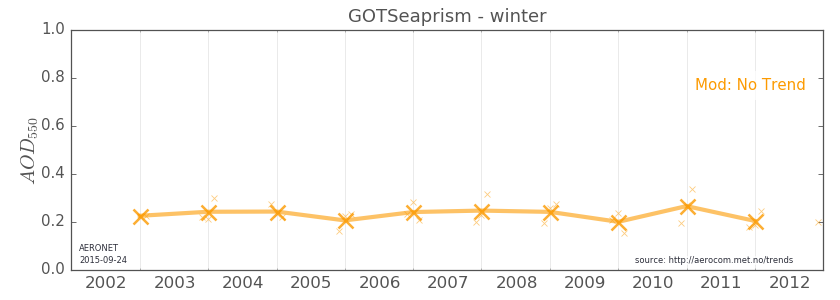 GOTSeaprism - winter
1.0
0.8
0.6
0.4
0.2
0.0
AOD550
Mod: No Trend
AERONET
2015-09-24
source: http://aerocom.met.no/trends
2002 2003 2004 2005 2006 2007 2008 2009 2010 2011 2012